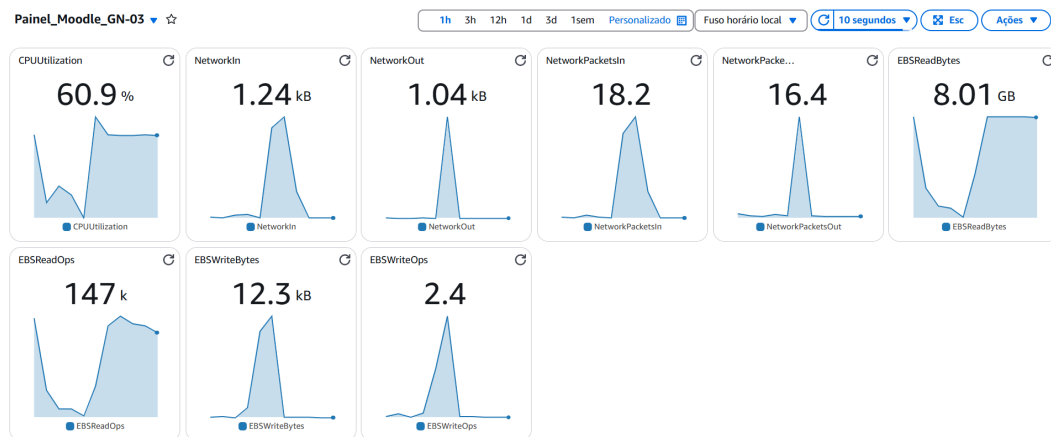 Painel_Moodle_GN-03
1h 3h 12h 1d 3d 1sem Personalizado Fuso horário local 10 segundos Esc Ações
CPUUtilization
60.9 %
CPUUtilization
NetworkIn
1.24 kB
NetworkIn
NetworkOut
1.04 kB
NetworkOut
NetworkPacketsIn
18.2
NetworkPacketsIn
NetworkPacke...
16.4
NetworkPacketsOut
EBSReadBytes
8.01 GB
EBSReadBytes
EBSReadOps
147 k
EBSReadOps
EBSWriteBytes
12.3 kB
EBSWriteBytes
EBSWriteOps
2.4
EBSWriteOps